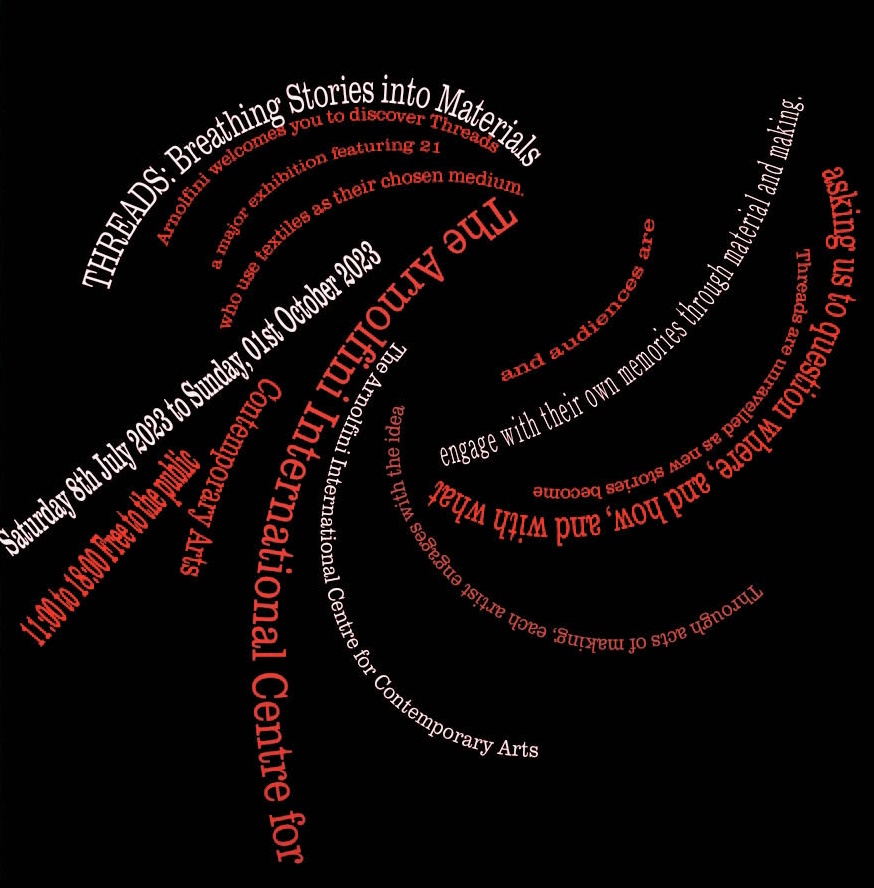 THREADS: Breathing Stories into Materials
Arnolfini welcomes you to discover Threads
a major exhibition featuring 21
who use textiles as their chosen medium.
Saturday 8th July 2023 to Sunday, 01st October 2023
11:00 to 18:00 Free to the public
The Arnolfini International Centre for
Contemporary Arts
The Arnolfini International Centre for Contemporary Arts
Through acts of making, each artist engages with the idea
Threads are unravelled as new stories become
asking us to question where, and how, and with what
and audiences are
engage with their own memories through material and making.